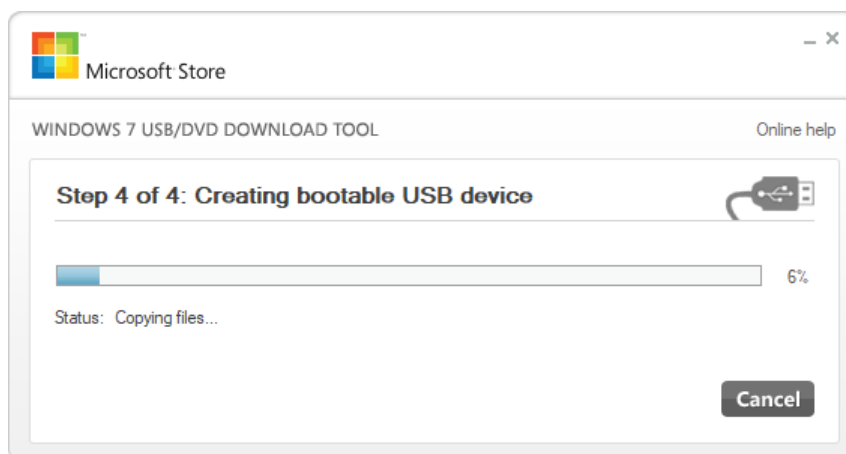 Microsoft Store
WINDOWS 7 USB/DVD DOWNLOAD TOOL
Online help
Step 4 of 4: Creating bootable USB device
6%
Status: Copying files...
Cancel